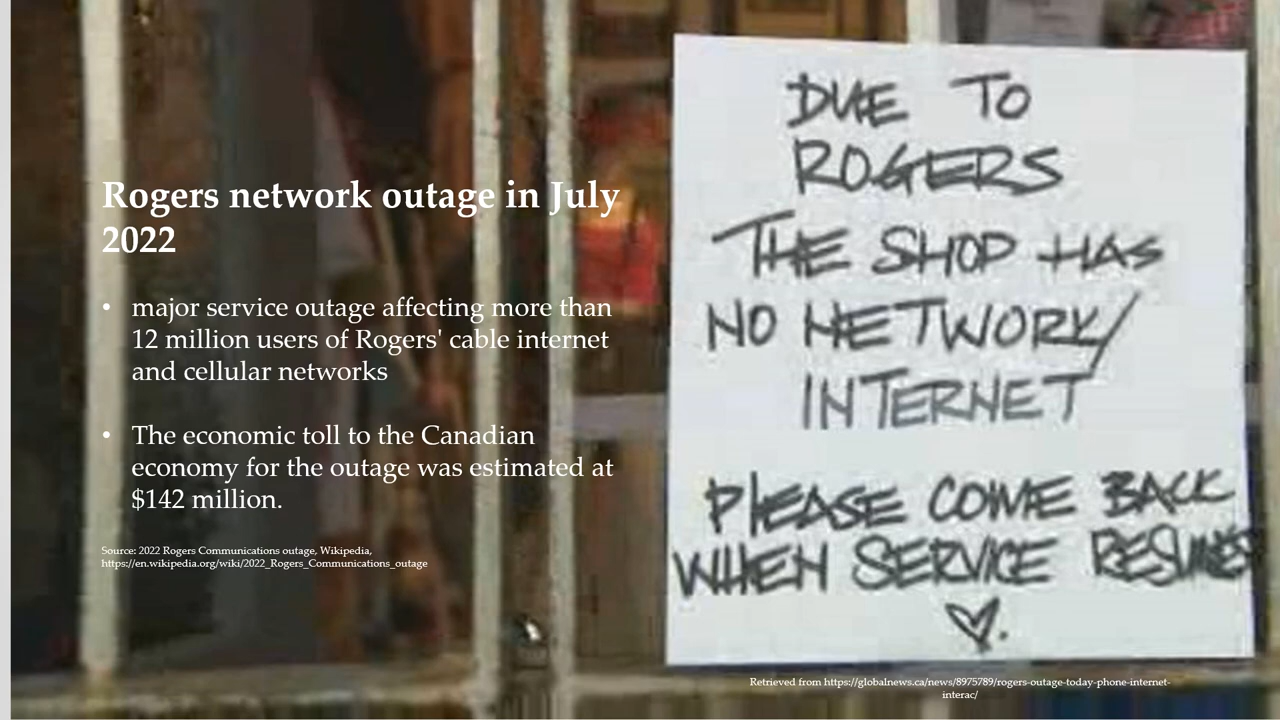 Rogers network outage in July
2022
• major service outage affecting more than
12 million users of Rogers' cable internet
and cellular networks
• The economic toll to the Canadian
economy for the outage was estimated at
$142 million.
Source: 2022 Rogers Communications outage, Wikipedia,
https://en.wikipedia.org/wiki/2022_Rogers_Communications_outage
DUE TO
ROGERS
THE SHOP HAS
NO NETWORK/
INTERNET
PLEASE COME BACK
WHEN SERVICE RESUMES
♡.
Retrieved from https://globalnews.ca/news/8975789/rogers-outage-today-phone-internet-
interac/